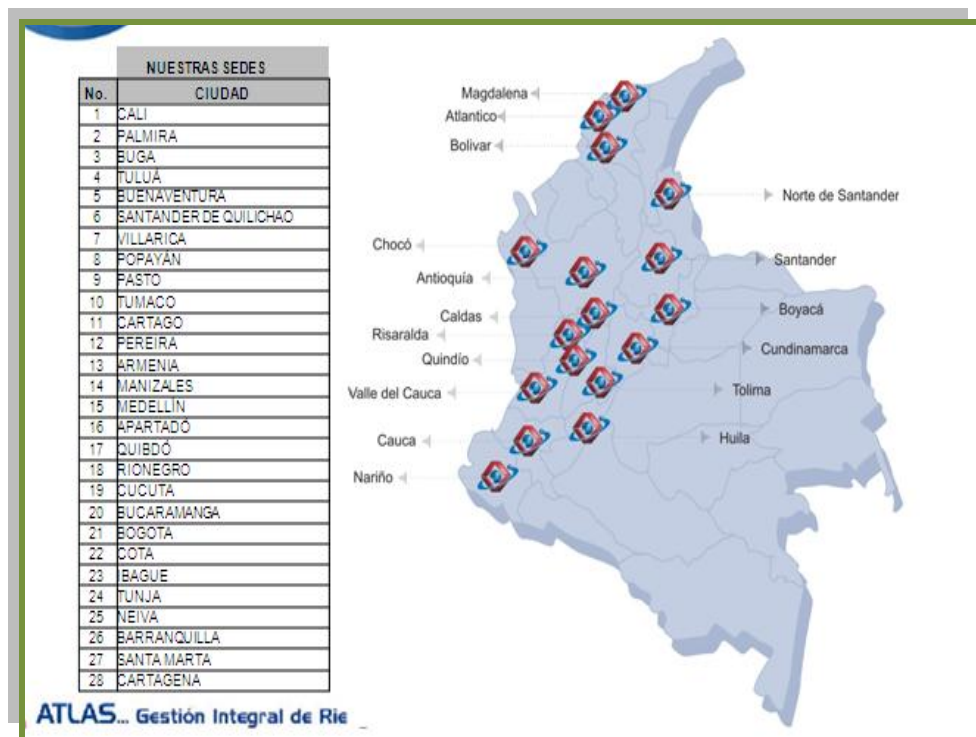 NUESTRAS SEDES
No. CIUDAD
1 CALI
2 PALMIRA
3 BUGA
4 TULUÁ
5 BUENAVENTURA
6 SANTANDER DE QUILICHAO
7 VILLARICA
8 POPAYÁN
9 PASTO
10 TUMACO
11 CARTAGO
12 PEREIRA
13 ARMENIA
14 MANIZALES
15 MEDELLÍN
16 APARTADÓ
17 QUIBDÓ
18 RIONEGRO
19 CUCUTA
20 BUCARAMANGA
21 BOGOTA
22 COTA
23 IBAGUE
24 TUNJA
25 NEIVA
26 BARRANQUILLA
27 SANTA MARTA
28 CARTAGENA
Magdalena
Atlantico
Bolivar
Norte de Santander
Chocó
Santander
Antioquía
Boyacá
Caldas
Risaralda
Cundinamarca
Quindío
Tolima
Valle del Cauca
Cauca
Huila
Nariño
ATLAS... Gestión Integral de Rie